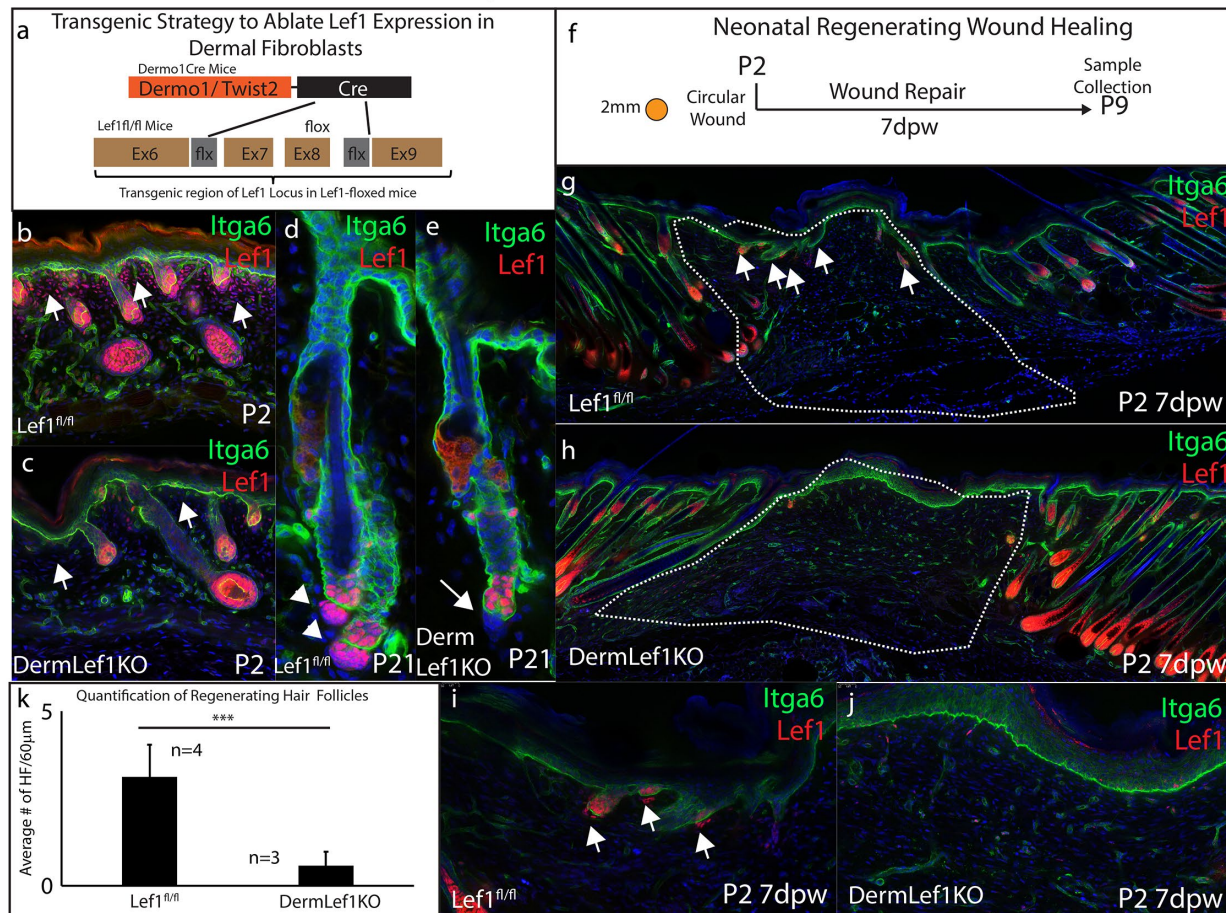 a
Transgenic Strategy to Ablate Lef1 Expression in
Dermal Fibroblasts
Dermo1Cre Mice
Dermo1/Twist2
Cre
Lef1fl/fl Mice
flox
Ex6
flx
Ex7
Ex8
flx
Ex9
Transgenic region of Lef1 Locus in Lef1-floxed mice
f
Neonatal Regenerating Wound Healing
P2
Sample
Collection
2mm
Circular
Wound
Wound Repair
7dpw
P9
b
Itga6
Lef1
Lef1fl/fl
P2
c
Itga6
Lef1
DermLef1KO
P2
d
Itga6
Lef1
Lef1fl/fl
P21
e
Itga6
Lef1
Derm
Lef1KO
P21
g
Itga6
Lef1
Lef1fl/fl
P2 7dpw
h
Itga6
Lef1
DermLef1KO
P2 7dpw
k
Quantification of Regenerating Hair Follicles
5
***
n=4
Average # of HF/60μm
n=3
0
Lef1fl/fl
DermLef1KO
i
Itga6
Lef1
Lef1fl/fl
P2 7dpw
j
Itga6
Lef1
DermLef1KO
P2 7dpw